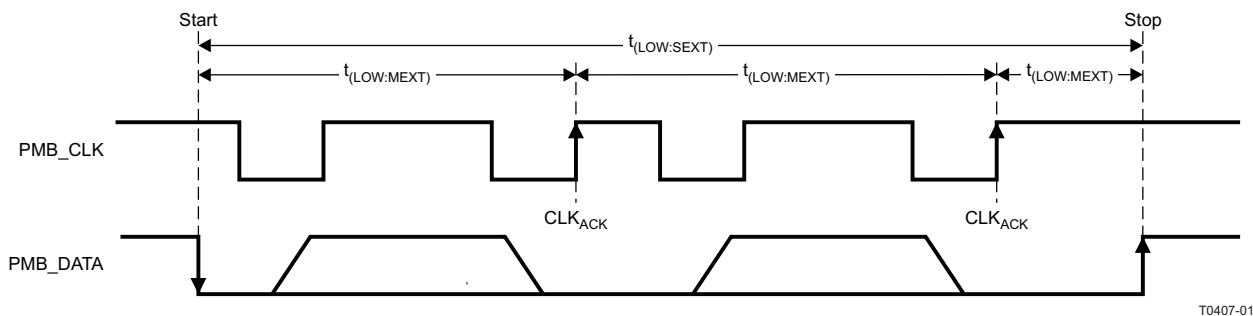 Start
Stop
t(LOW:SEXT)
t(LOW:MEXT)
t(LOW:MEXT)
t(LOW:MEXT)
PMB_CLK
CLKACK
CLKACK
PMB_DATA
T0407-01